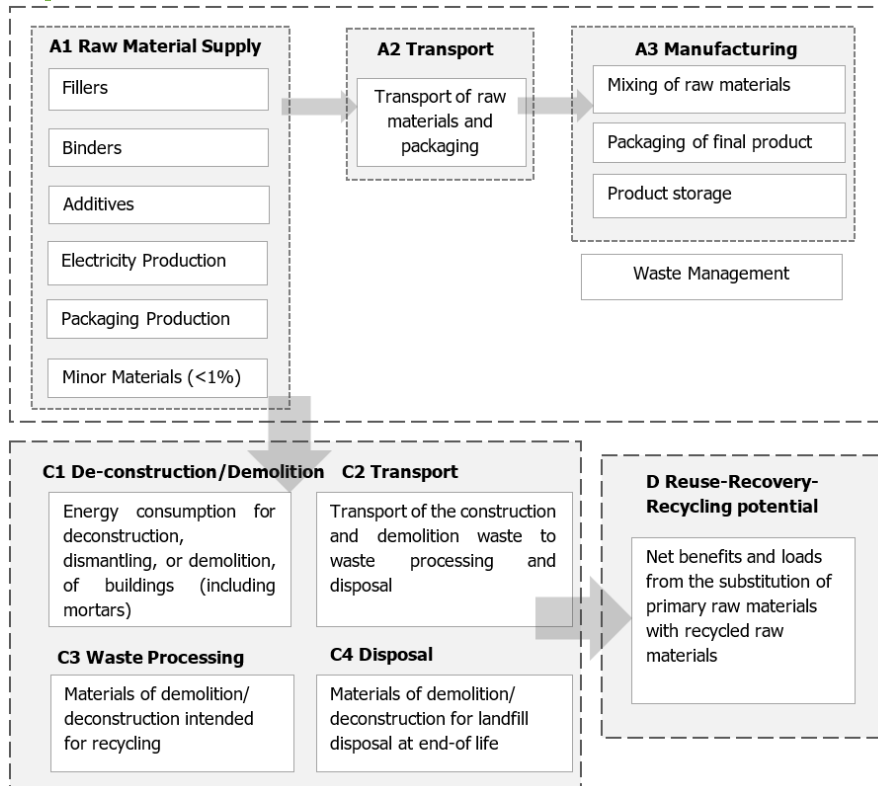 A1 Raw Material Supply
Fillers
Binders
Additives
Electricity Production
Packaging Production
Minor Materials (<1%)
A2 Transport
Transport of raw
materials and
packaging
A3 Manufacturing
Mixing of raw materials
Packaging of final product
Product storage
Waste Management
C1 De-construction/Demolition
Energy consumption for
deconstruction,
dismantling, or demolition,
of buildings (including
mortars)
C2 Transport
Transport of the construction
and demolition waste to
waste processing and
disposal
C3 Waste Processing
Materials of demolition/
deconstruction intended
for recycling
C4 Disposal
Materials of demolition/
deconstruction for landfill
disposal at end-of life
D Reuse-Recovery-
Recycling potential
Net benefits and loads
from the substitution of
primary raw materials
with recycled raw
materials